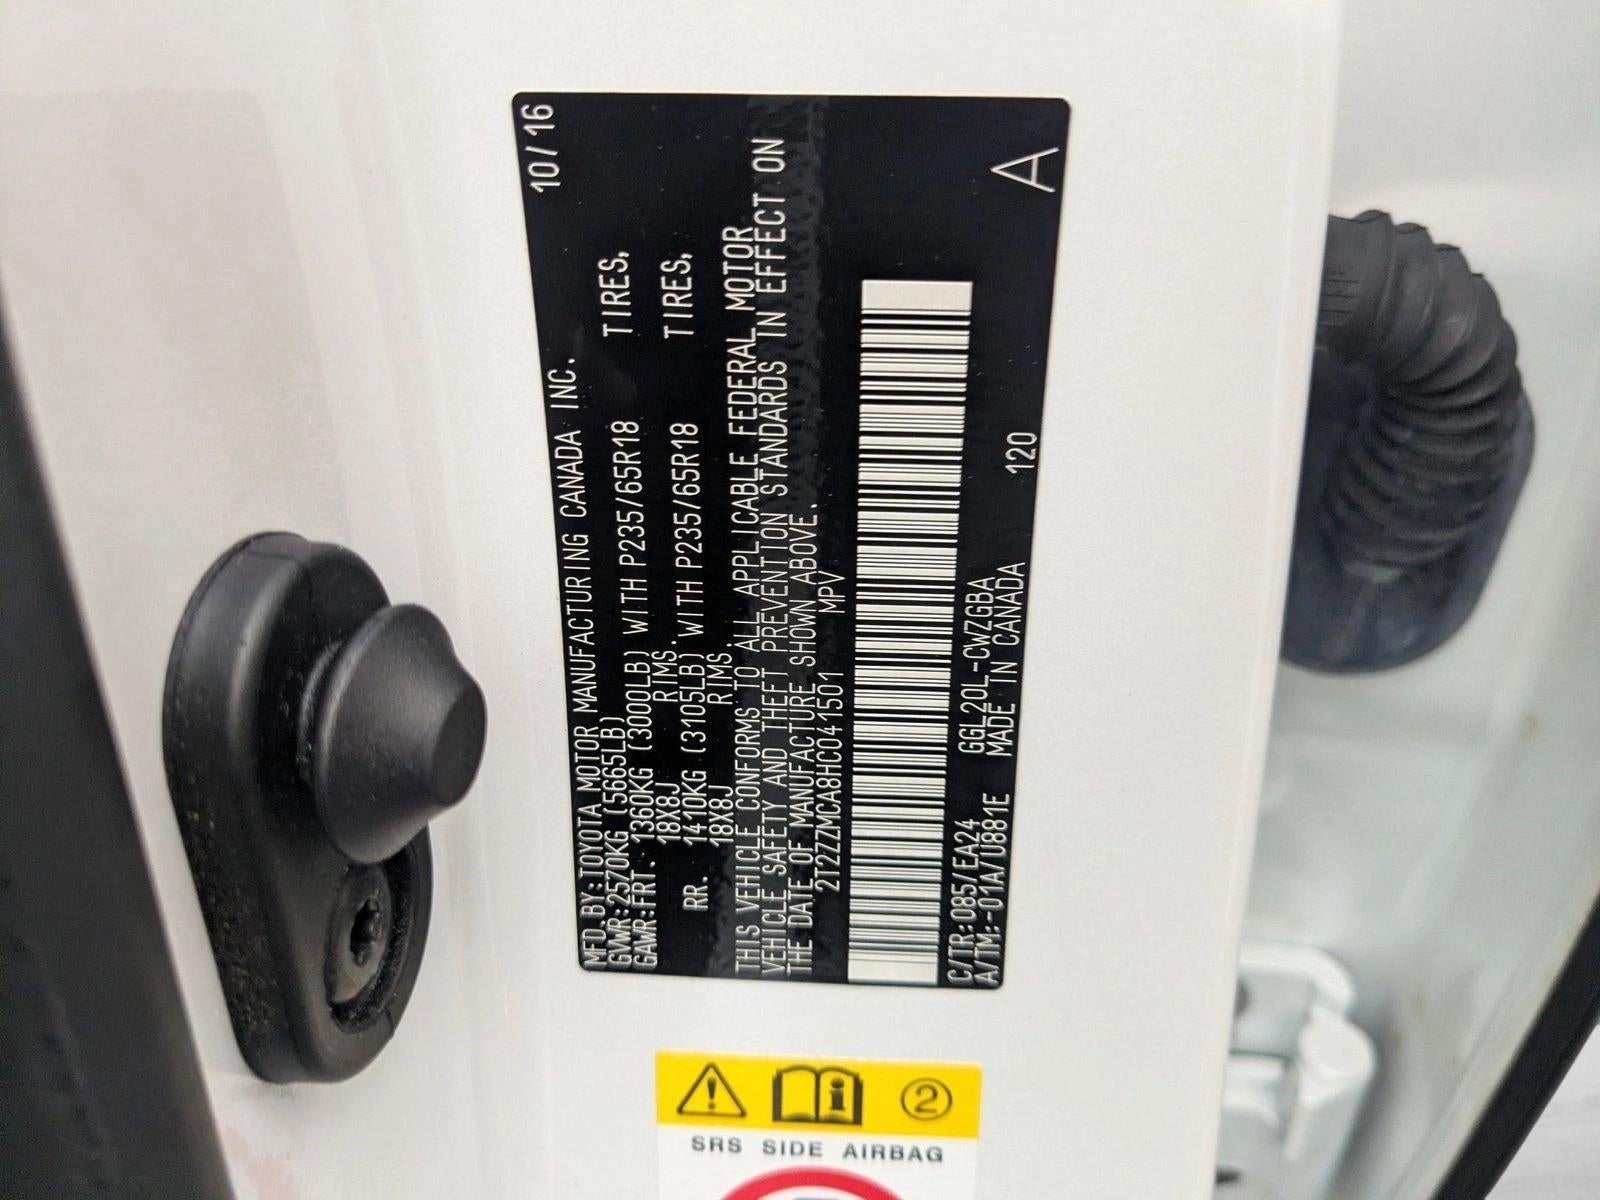 MFD.BY:TOYOTA MOTOR MANUFACTURING CANADA INC. 10/16
GVWR:2570KG (5665LB)
GAWR:FRT. 1360KG (3000LB) WITH P235/65R18 TIRES,
18X8J RIMS.
RR. 1410KG (3105LB) WITH P235/65R18 TIRES,
18X8J RIMS.
THIS VEHICLE CONFORMS TO ALL APPLICABLE FEDERAL MOTOR
VEHICLE SAFETY AND THEFT PREVENTION STANDARDS IN EFFECT ON
THE DATE OF MANUFACTURE SHOWN ABOVE.
2T2ZZMCA8HC041501 MPV
C/TR:085/EA24 GGL20L-CWZGBA
A/TM:-01A/U881E MADE IN CANADA 120 A
2
SRS SIDE AIRBAG